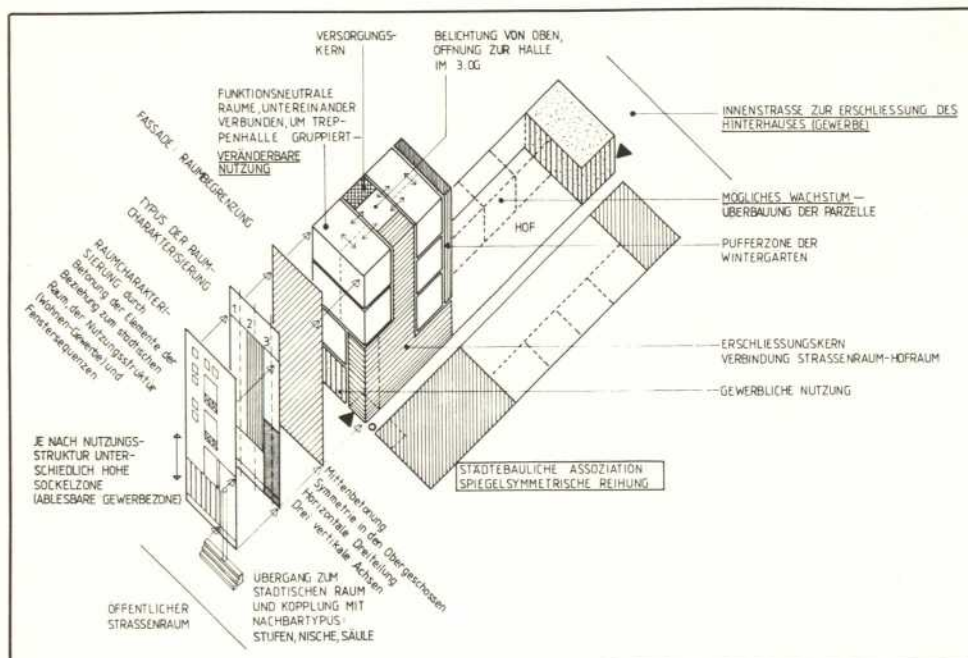 VERSORGUNGS-
KERN
BELICHTUNG VON OBEN,
ÖFFNUNG ZUR HALLE
IM 3.OG
FUNKTIONSNEUTRALE
RÄUME, UNTEREINANDER
VERBUNDEN, UM TREP-
PENHALLE GRUPPIERT—
VERÄNDERBARE
NUTZUNG
INNENSTRASSE ZUR ERSCHLIESSUNG DES
HINTERHAUSES (GEWERBE)
FASSADE : RAUMBEGRENZUNG
MÖGLICHES WACHSTUM —
ÜBERBAUUNG DER PARZELLE
HOF
TYPUS DER RAUM-
CHARAKTERISIERUNG
PUFFERZONE DER
WINTERGÄRTEN
RAUMCHARAKTERI-
SIERUNG durch
Betonung der Elemente der
Beziehung zum städtischen
Raum, der Nutzungsstruktur
(Wohnen-Gewerbe) und
Fenstersequenzen
1
2
3
ERSCHLIESSUNGSKERN
VERBINDUNG STRASSENRAUM-HOFRAUM
GEWERBLICHE NUTZUNG
JE NACH NUTZUNGS-
STRUKTUR UNTER-
SCHIEDLICH HOHE
SOCKELZONE
(ABLESBARE GEWERBEZONE)
STÄDTEBAULICHE ASSOZIATION
SPIEGELSYMMETRISCHE REIHUNG
Mittenbetonung
Symmetrie in den Obergeschossen
Horizontale Dreiteilung
Drei vertikale Achsen
ÜBERGANG ZUM
STÄDTISCHEN RAUM
UND KOPPLUNG MIT
NACHBARTYPUS:
STUFEN, NISCHE, SÄULE
ÖFFENTLICHER
STRASSENRAUM